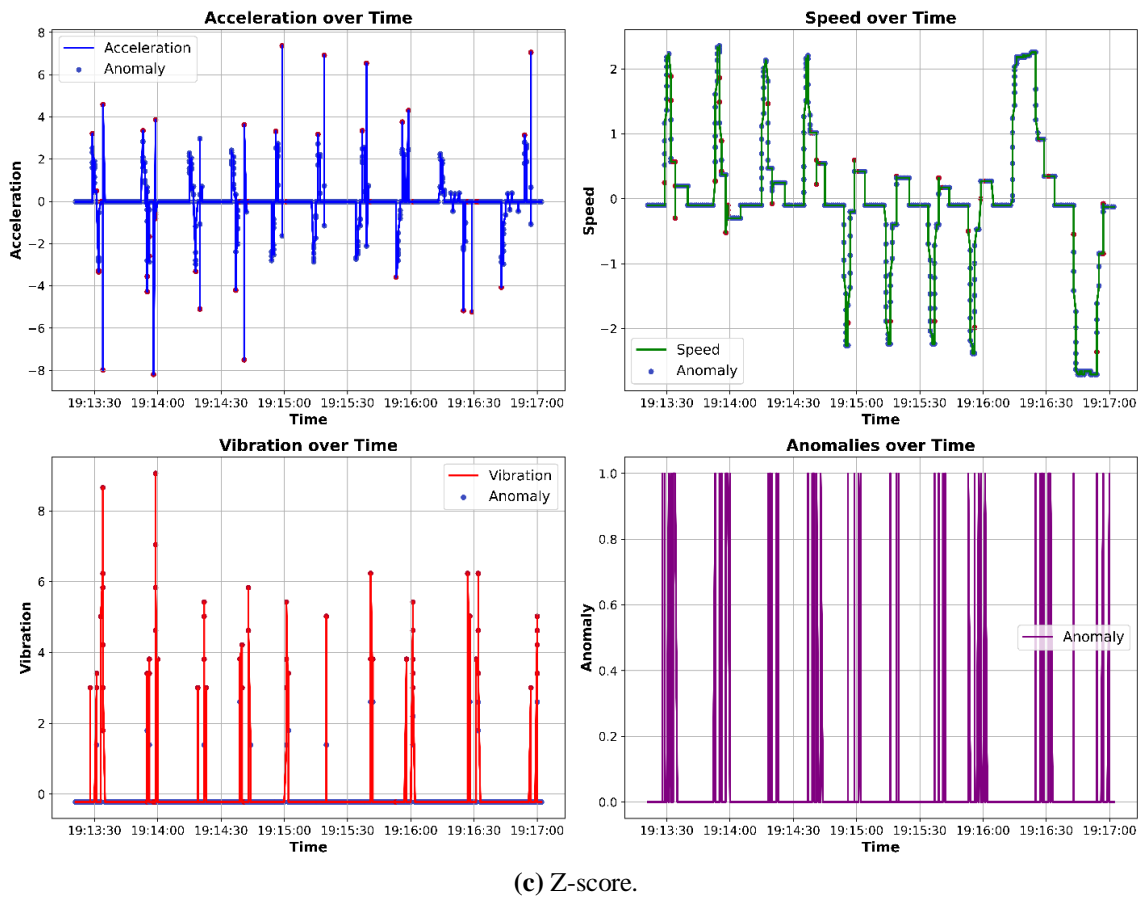 Acceleration over Time
8
6
4
2
0
−2
−4
−6
−8
Acceleration
Acceleration
Anomaly
19:13:30 19:14:00 19:14:30 19:15:00 19:15:30 19:16:00 19:16:30 19:17:00
Time
Speed over Time
2
1
0
−1
−2
Speed
Speed
Anomaly
19:13:30 19:14:00 19:14:30 19:15:00 19:15:30 19:16:00 19:16:30 19:17:00
Time
Vibration over Time
8
6
4
2
0
Vibration
Vibration
Anomaly
19:13:30 19:14:00 19:14:30 19:15:00 19:15:30 19:16:00 19:16:30 19:17:00
Time
Anomalies over Time
1.0
0.8
0.6
0.4
0.2
0.0
Anomaly
Anomaly
19:13:30 19:14:00 19:14:30 19:15:00 19:15:30 19:16:00 19:16:30 19:17:00
Time
(c) Z-score.